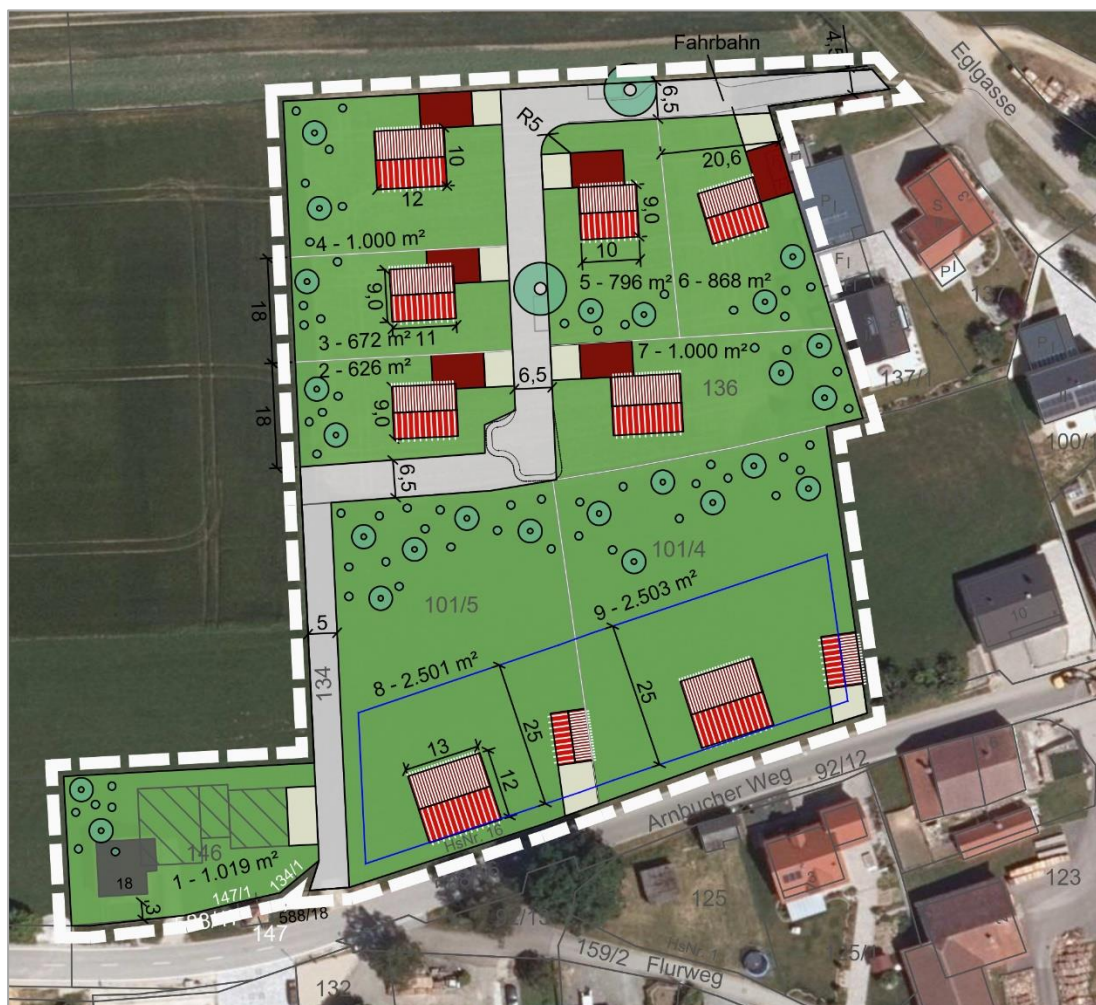 Fahrbahn
4,5
Eglgasse
6,5
R5
10
12
20,6
9,0
10
4 - 1.000 m²
5 - 796 m²
6 - 868 m²
18
9,0
3 - 672 m² 11
2 - 626 m²
7 - 1.000 m²
136
137/1
18
9,0
6,5
6,5
101/4
101/5
9 - 2.503 m²
5
134
8 - 2.501 m²
25
25
13
12
10
HsNr. 16
Arnbucher Weg
92/12
146
1 - 1.019 m²
18
3
147/1
134/1
588/18
147
125
123
159/2
Flurweg
132